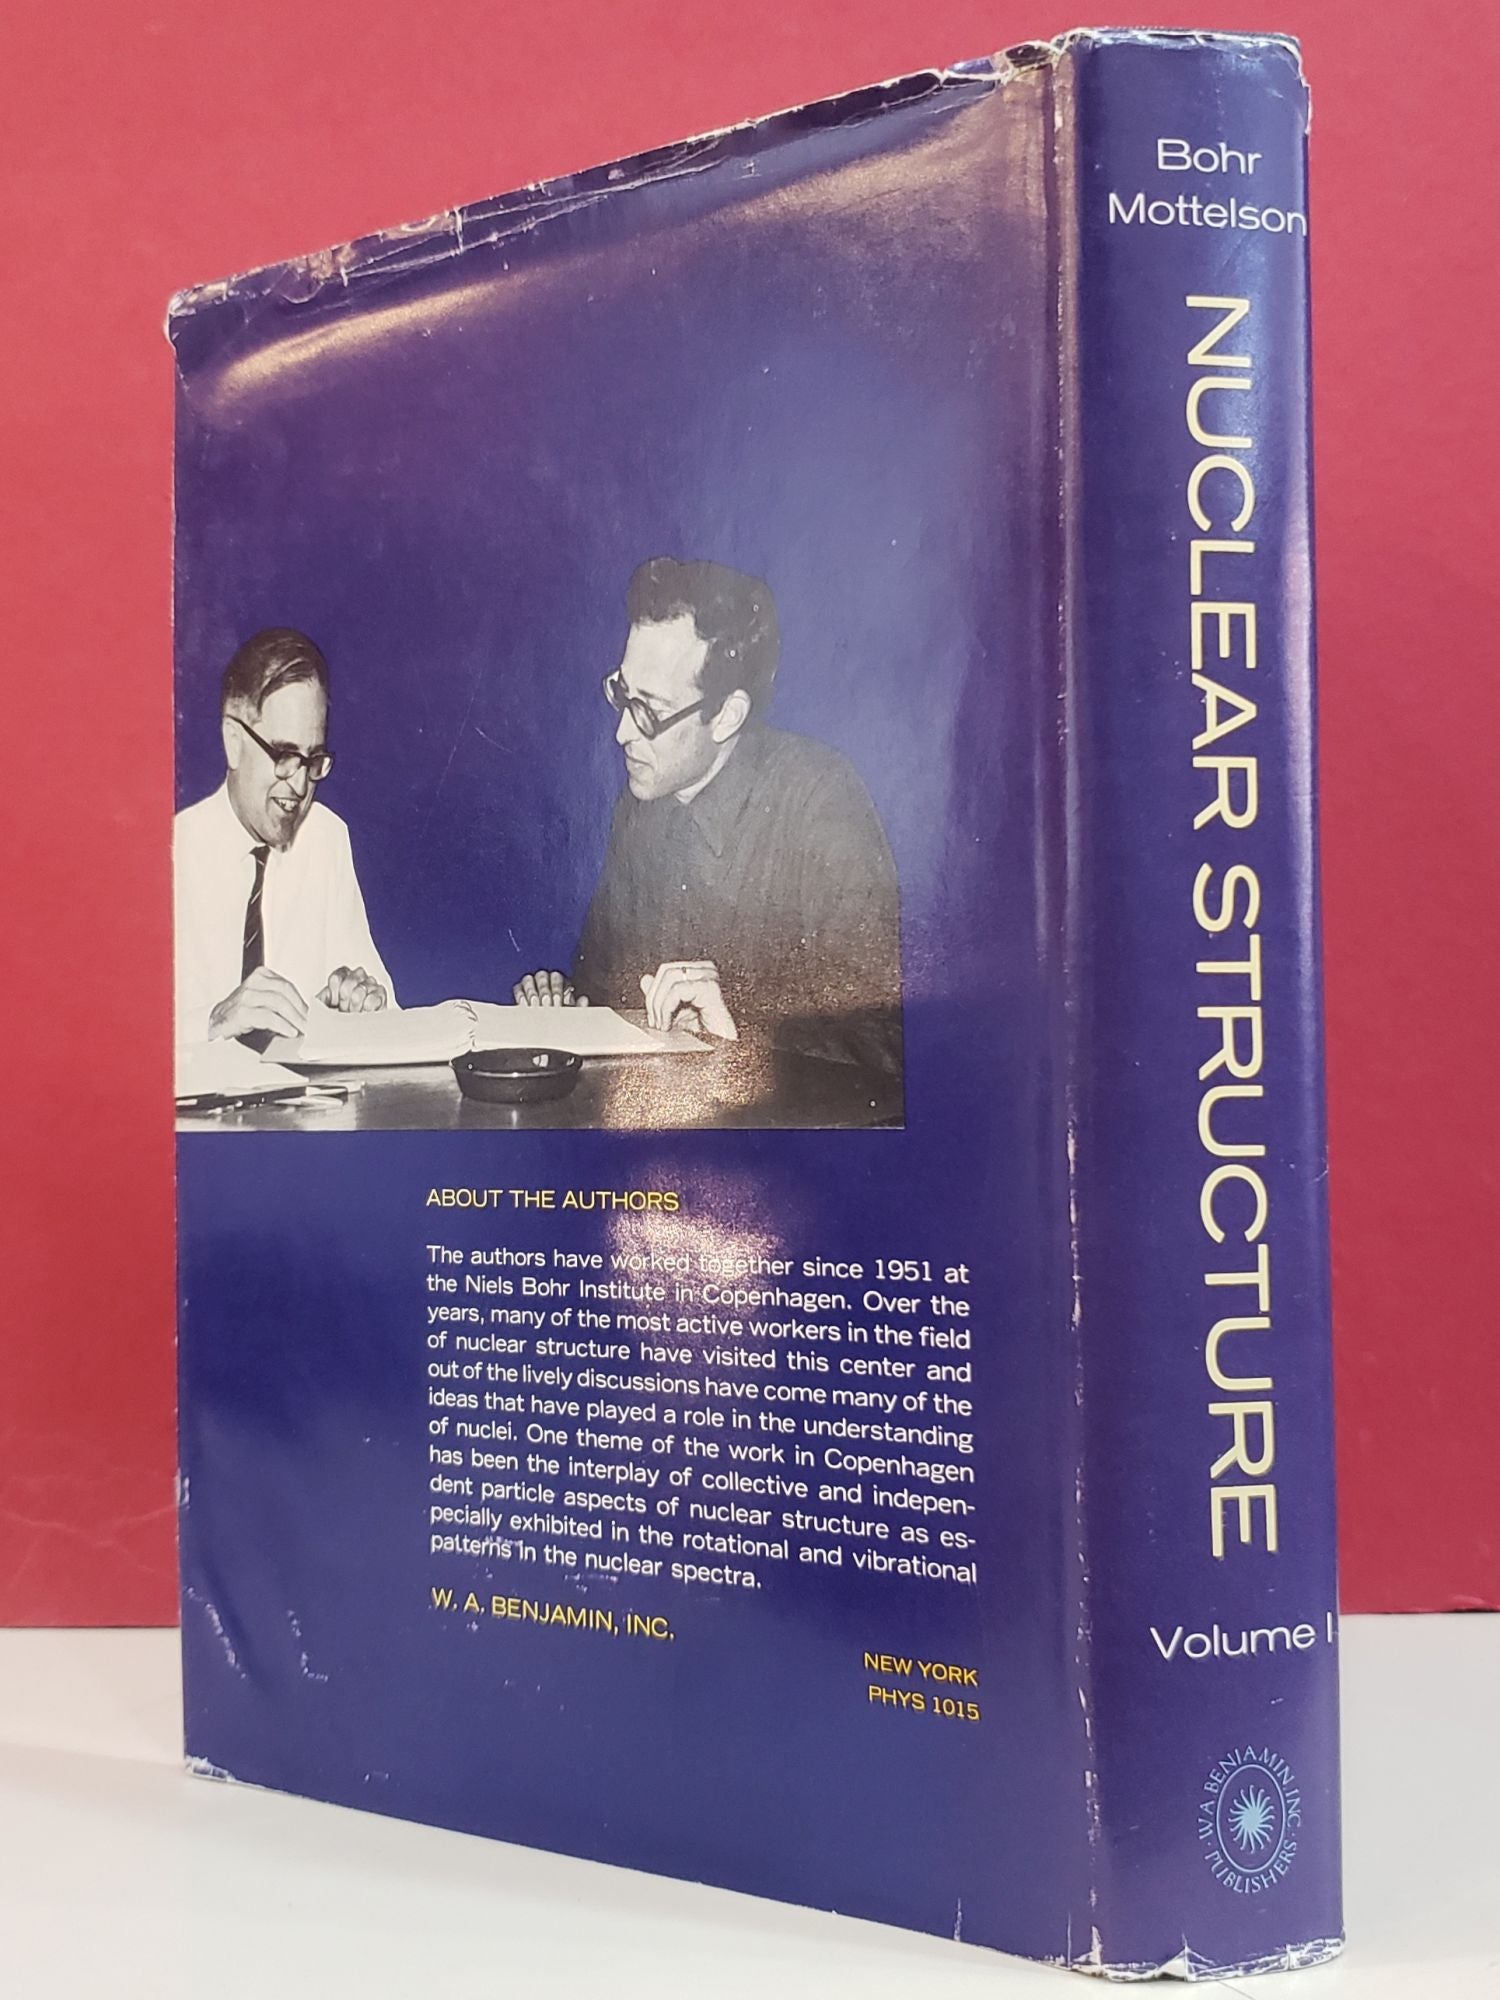 ABOUT THE AUTHORS
The authors have worked together since 1951 at
the Niels Bohr Institute in Copenhagen. Over the
years, many of the most active workers in the field
of nuclear structure have visited this center and
out of the lively discussions have come many of the
ideas that have played a role in the understanding
of nuclei. One theme of the work in Copenhagen
has been the interplay of collective and indepen-
dent particle aspects of nuclear structure as es-
pecially exhibited in the rotational and vibrational
patterns in the nuclear spectra.
W. A. BENJAMIN, INC.
NEW YORK
PHYS 1015
Bohr
Mottelson
NUCLEAR STRUCTURE
Volume I
W A BENJAMIN, INC · PUBLISHERS ·